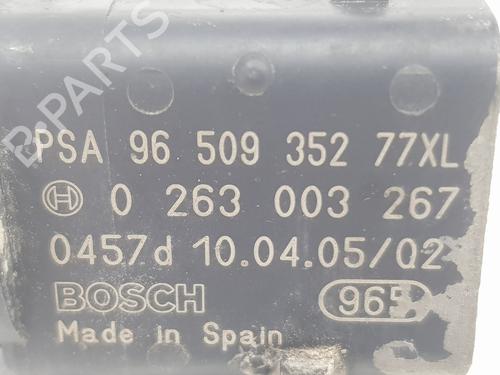 B-PARTS
PSA 96 509 352 77XL
0 263 003 267
0457d 10.04.05/02
BOSCH 965
Made in Spain